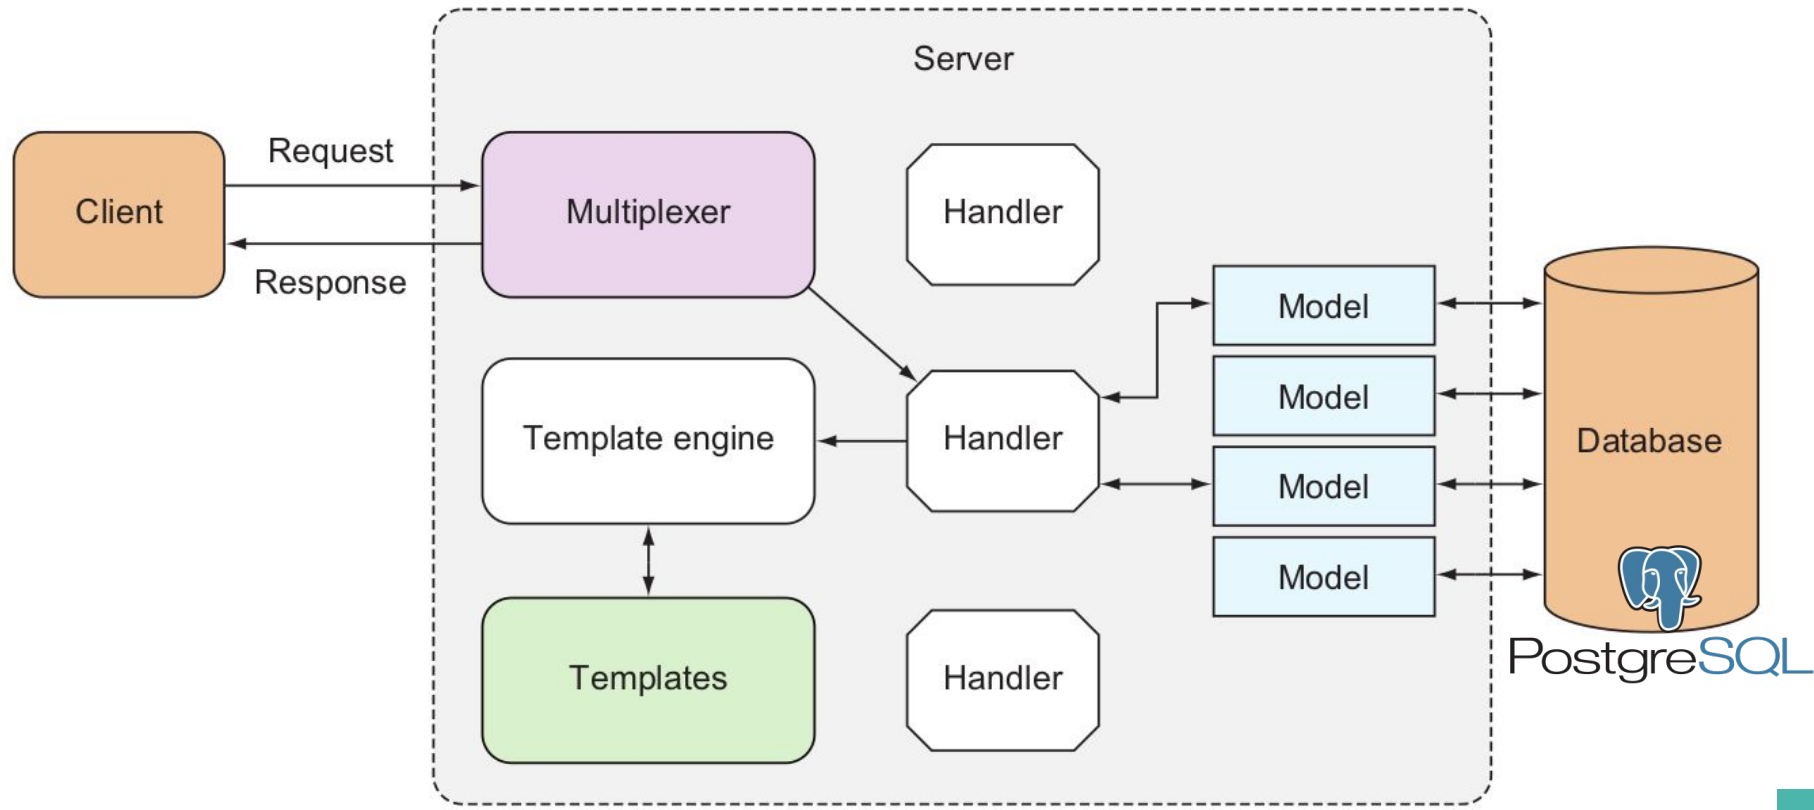 Server
Request
Client
Multiplexer
Handler
Response
Model
Model
Template engine
Handler
Database
Model
Model
Templates
Handler
PostgreSQL